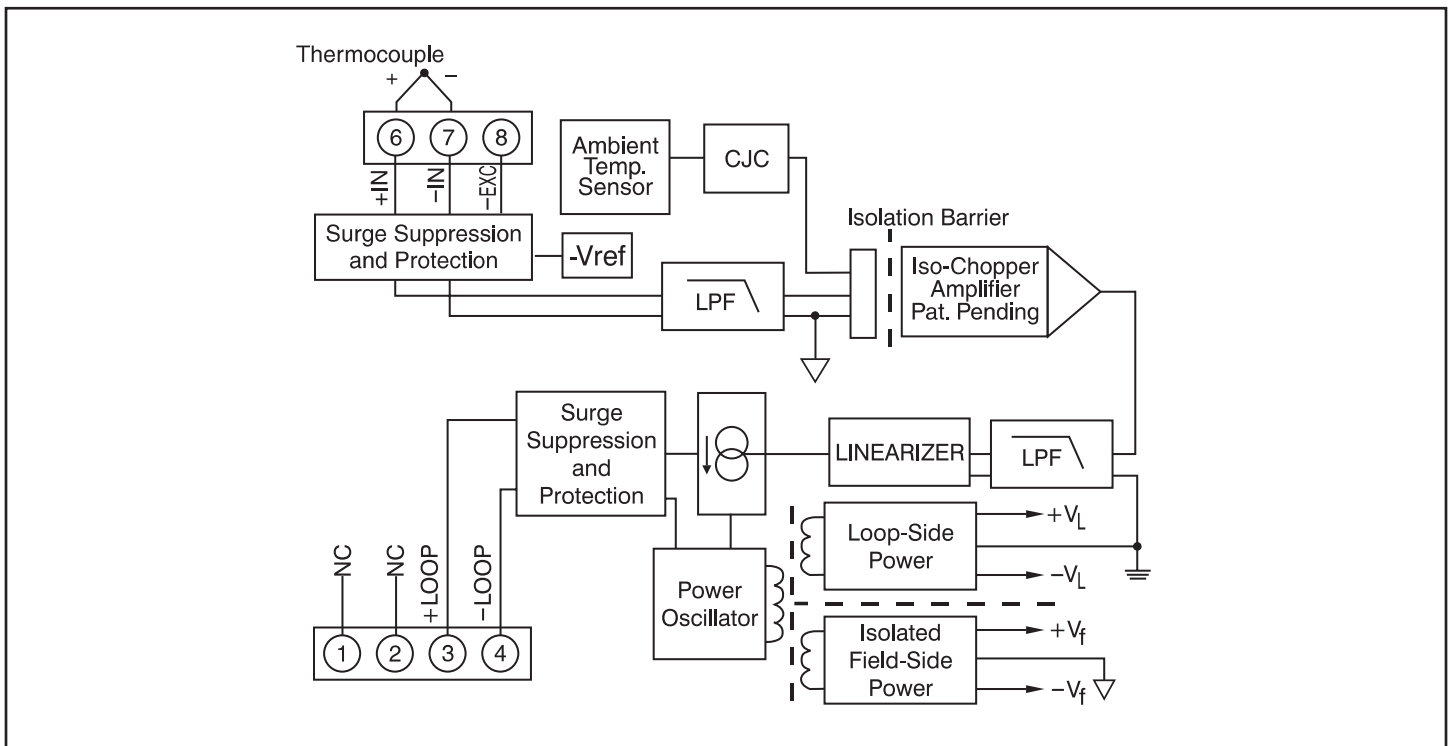 Thermocouple
+ −
6 7 8
+IN
−IN
−EXC
Surge Suppression
and Protection
-Vref
Ambient
Temp.
Sensor
CJC
LPF
Isolation Barrier
Iso-Chopper
Amplifier
Pat. Pending
Surge
Suppression
and
Protection
LINEARIZER
LPF
NC
NC
+LOOP
−LOOP
1 2 3 4
Power
Oscillator
Loop-Side
Power
+VL
−VL
Isolated
Field-Side
Power
+Vf
−Vf